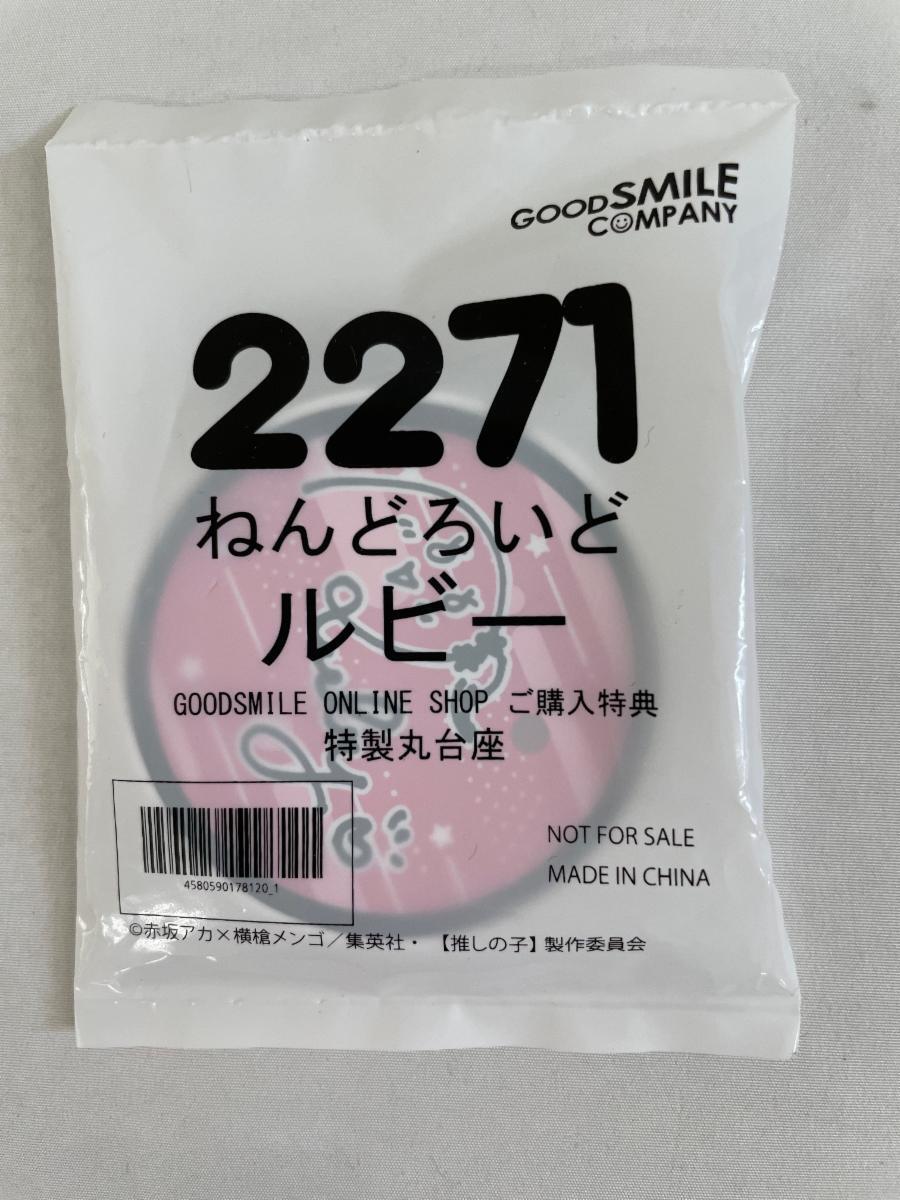 GOODSMILE
COMPANY
2271
ねんどろいど
ルビー
GOODSMILE ONLINE SHOP ご購入特典
特製丸台座
NOT FOR SALE
MADE IN CHINA
4580590178120_1
©赤坂アカ×横槍メンゴ／集英社・【推しの子】製作委員会